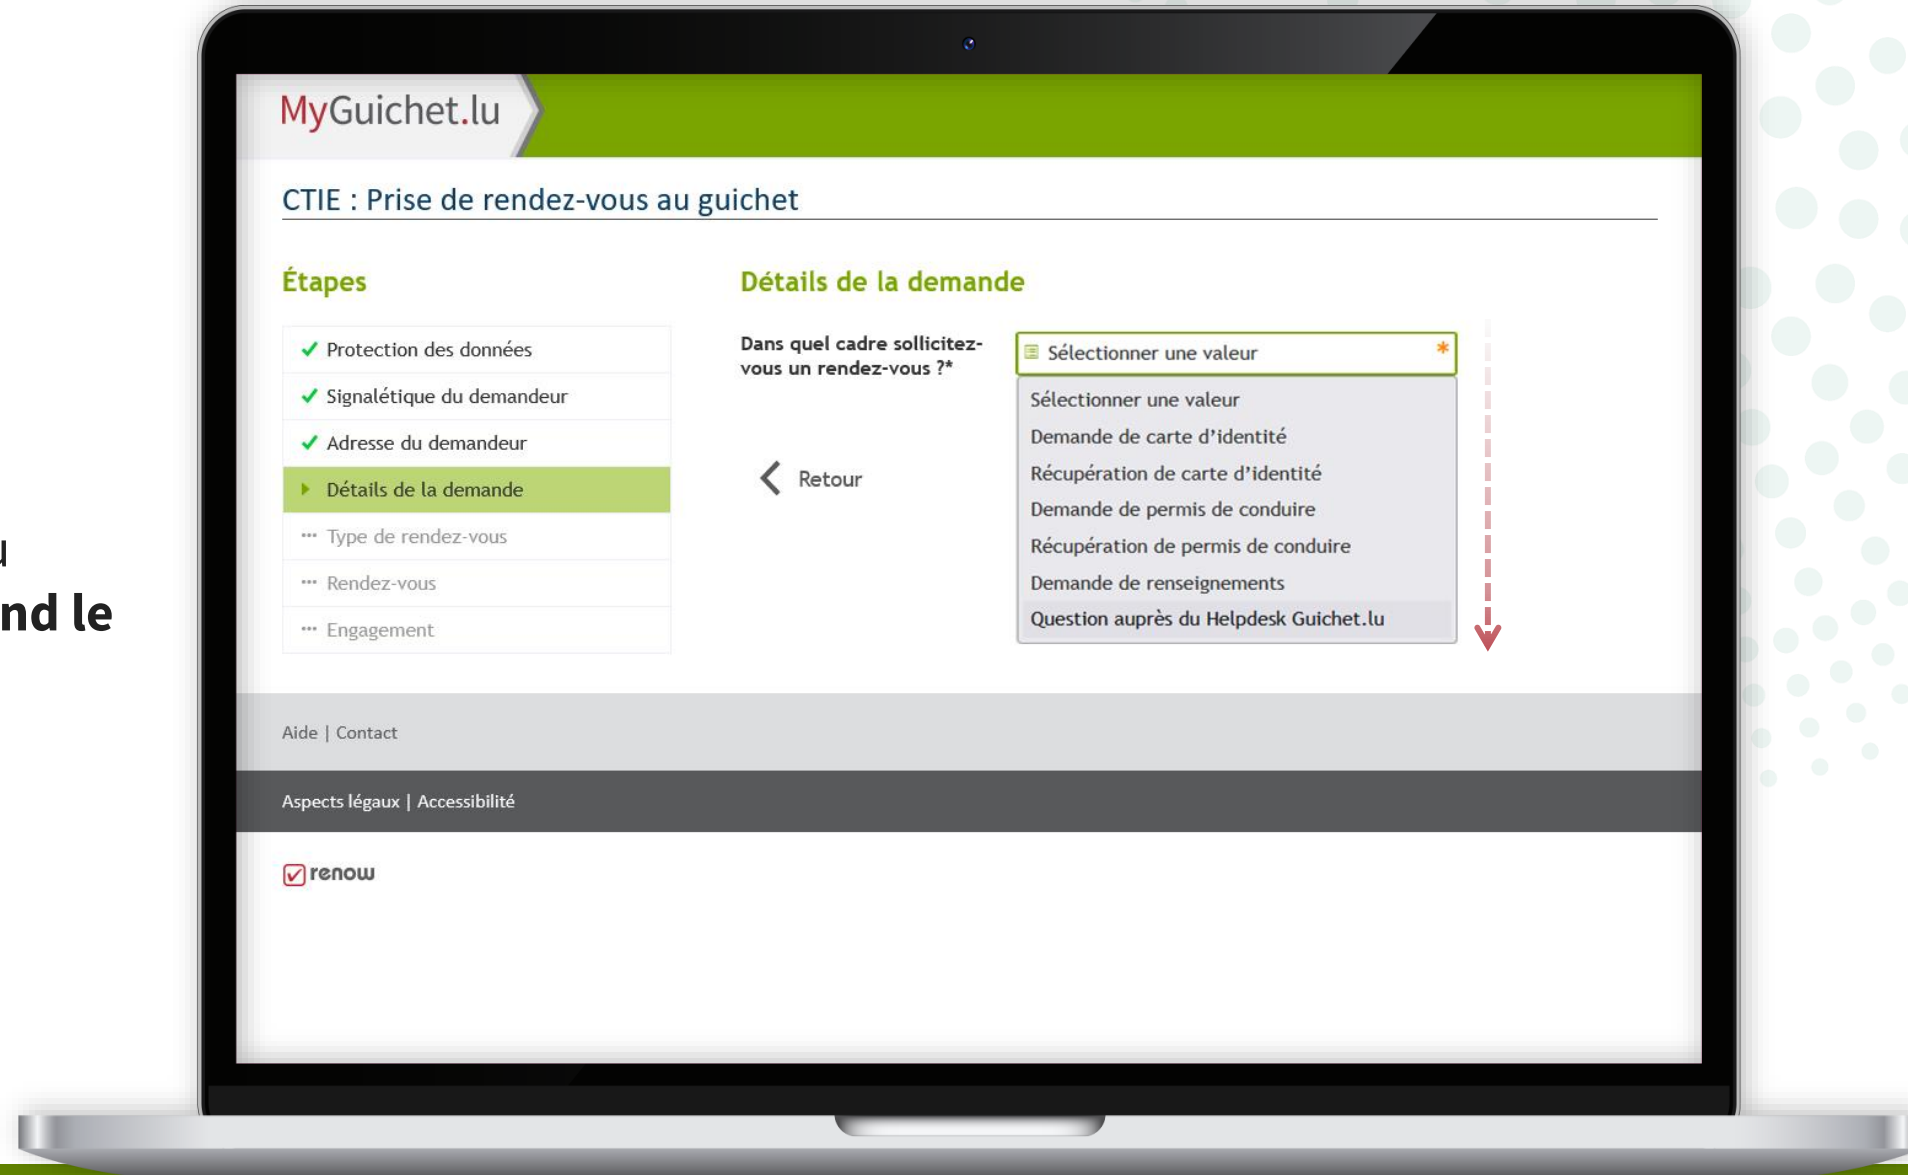 MyGuichet.lu
CTIE : Prise de rendez-vous au guichet
Étapes
Protection des données
Signalétique du demandeur
Adresse du demandeur
Détails de la demande
Type de rendez-vous
Rendez-vous
Engagement
Détails de la demande
Dans quel cadre sollicitez-
vous un rendez-vous ?*
Sélectionner une valeur *
Sélectionner une valeur
Demande de carte d'identité
Récupération de carte d'identité
Demande de permis de conduire
Récupération de permis de conduire
Demande de renseignements
Question auprès du Helpdesk Guichet.lu
Retour
nd le
Aide | Contact
Aspects légaux | Accessibilité
renow